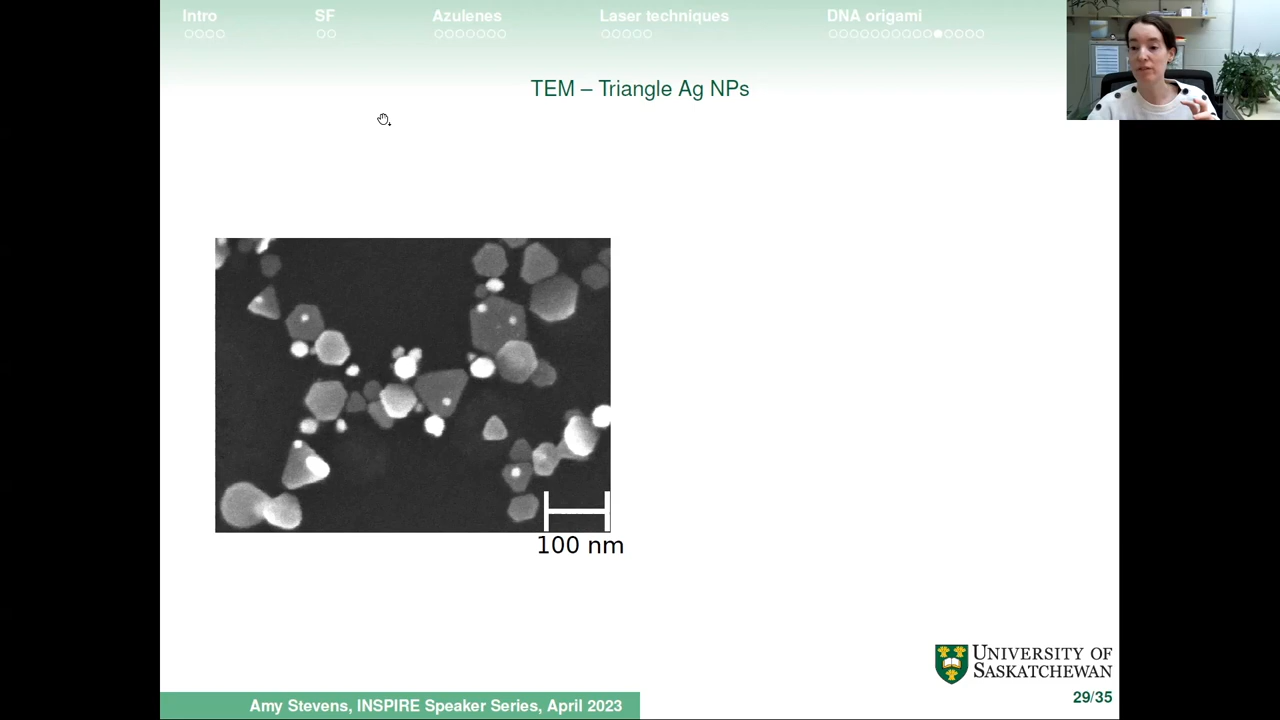 Intro SF Azulenes Laser techniques DNA origami
TEM – Triangle Ag NPs
100 nm
UNIVERSITY OF
SASKATCHEWAN
29/35
Amy Stevens, INSPIRE Speaker Series, April 2023